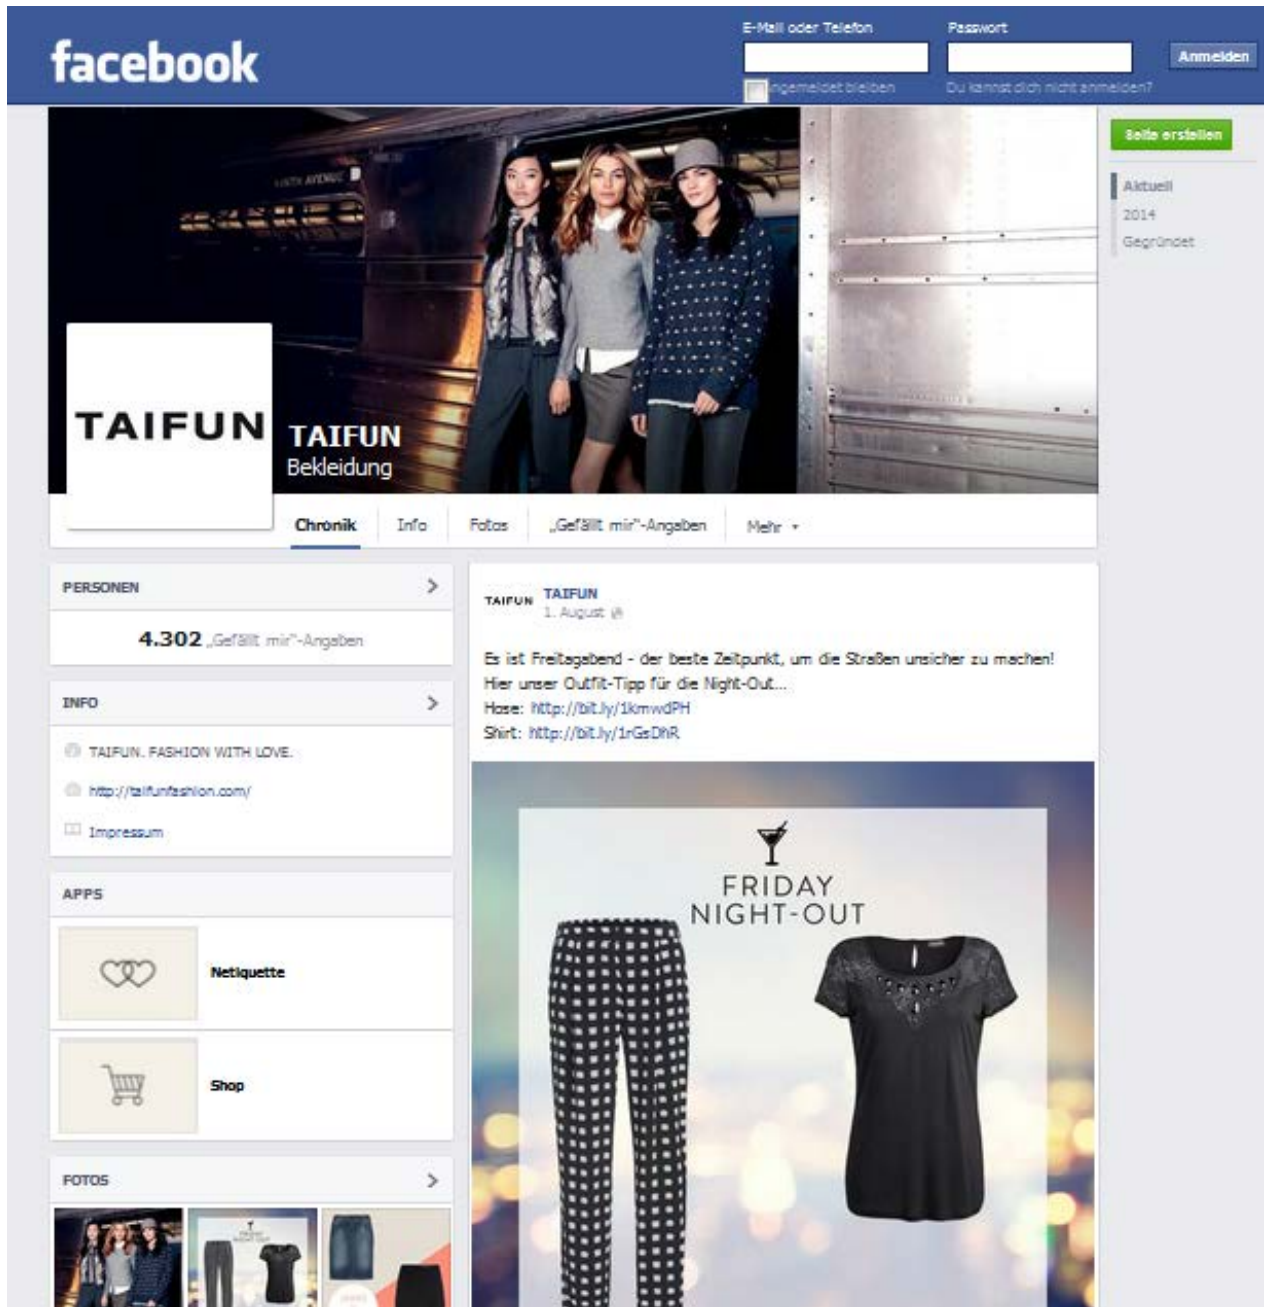 facebook
E-Mail oder Telefon
Passwort
Anmelden
Angemeldet bleiben
Du kannst dich nicht anmelden?
Seite erstellen
Aktuell
2014
Gegründet
AVENUE
TAIFUN
TAIFUN
Bekleidung
Chronik
Info
Fotos
„Gefällt mir“-Angaben
Mehr
PERSONEN
4.302 „Gefällt mir“-Angaben
INFO
TAIFUN. FASHION WITH LOVE.
http://taifunfashion.com/
Impressum
APPS
Netiquette
Shop
FOTOS
TAIFUN
TAIFUN
1. August
Es ist Freitagabend - der beste Zeitpunkt, um die Straßen unsicher zu machen!
Hier unser Outfit-Tipp für die Night-Out...
Hose: http://bit.ly/1kmwdPH
Shirt: http://bit.ly/1rGsDhR
FRIDAY
NIGHT-OUT